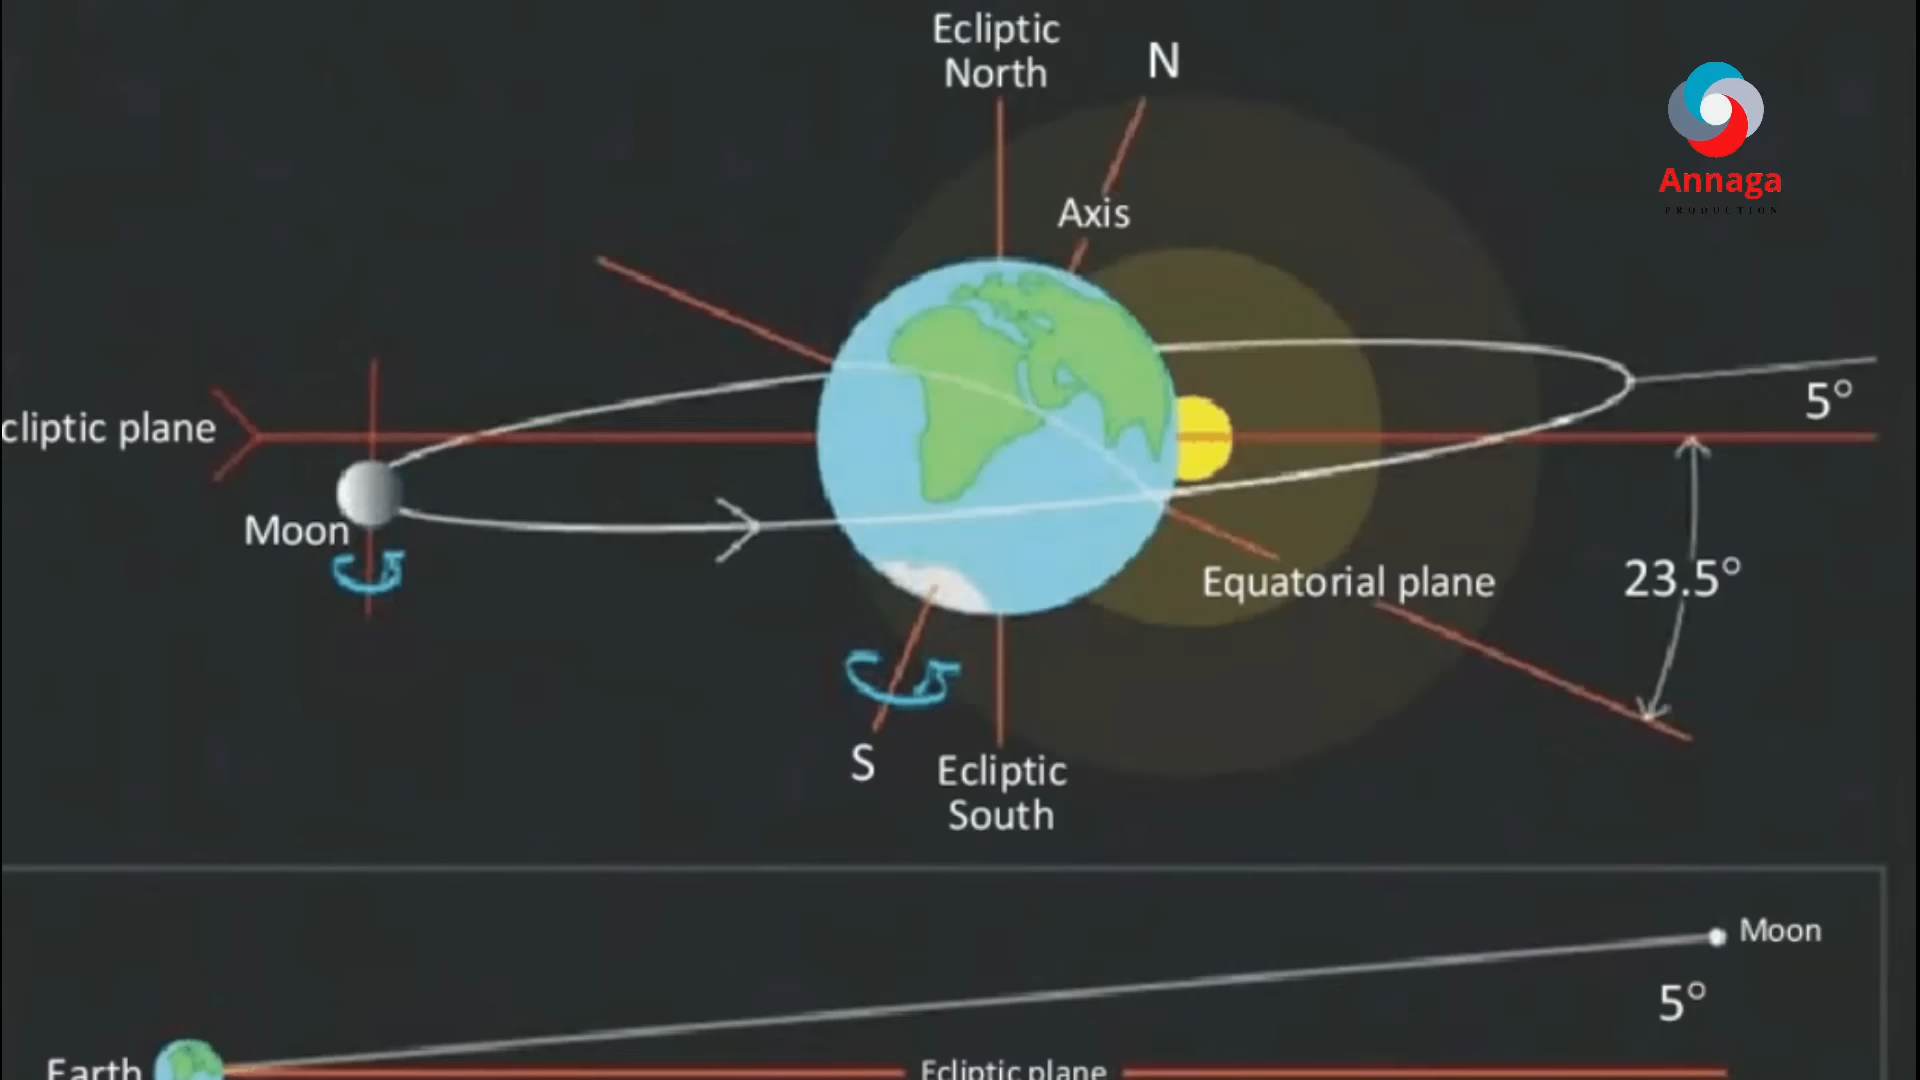 Ecliptic
North
N
Annaga
PRODUCTION
Axis
5°
cliptic plane
Moon
23.5°
Equatorial plane
S
Ecliptic
South
Moon
5°
Earth
Ecliptic plane